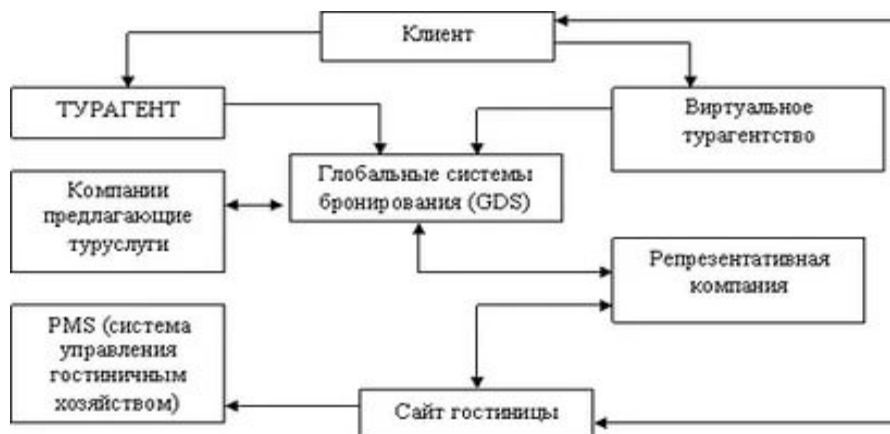 Клиент
ТУРАГЕНТ
Виртуальное
турагентство
Глобальные системы
бронирования (GDS)
Компании
предлагающие
туруслуги
Репрезентативная
компания
PMS (система
управления
гостиничным
хозяйством)
Сайт гостиницы